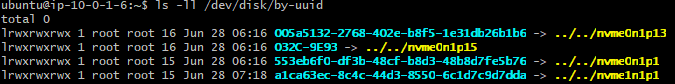 ubuntu@ip-10-0-1-6:~$ ls -ll /dev/disk/by-uuid
total 0
lrwxrwxrwx 1 root root 16 Jun 28 06:16 005a5132-2768-402e-b8f5-1e31db26b1b6 -> ../../nvme0n1p13
lrwxrwxrwx 1 root root 16 Jun 28 06:16 032C-9E93 -> ../../nvme0n1p15
lrwxrwxrwx 1 root root 15 Jun 28 06:16 553eb6f0-df3b-48cf-b8d3-48b8d7fe5b76 -> ../../nvme0n1p1
lrwxrwxrwx 1 root root 15 Jun 28 07:18 a1ca63ec-8c4c-44d3-8550-6c1d7c9d7dda -> ../../nvme1n1p1